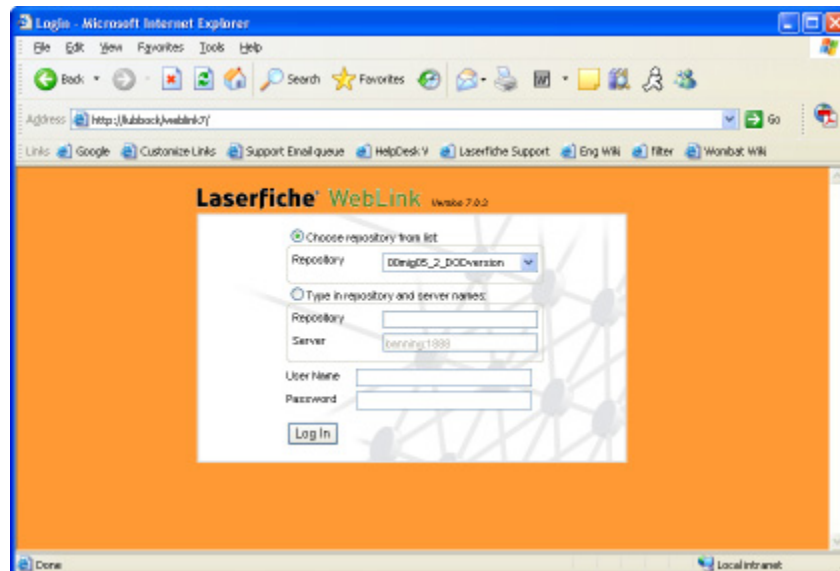 Login - Microsoft Internet Explorer
File Edit View Favorites Tools Help
Back Search Favorites
Address http://lubbock/weblink7/ Go
Links Google Customize Links Support Email queue HelpDesk V Laserfiche Support Eng Wiki filter Wombat Wiki
Laserfiche WebLink Version 7.0.2
Choose repository from list
Repository 00mig05_2_DODversion
Type in repository and server names:
Repository
Server benning:1888
User Name
Password
Log In
Done Local intranet